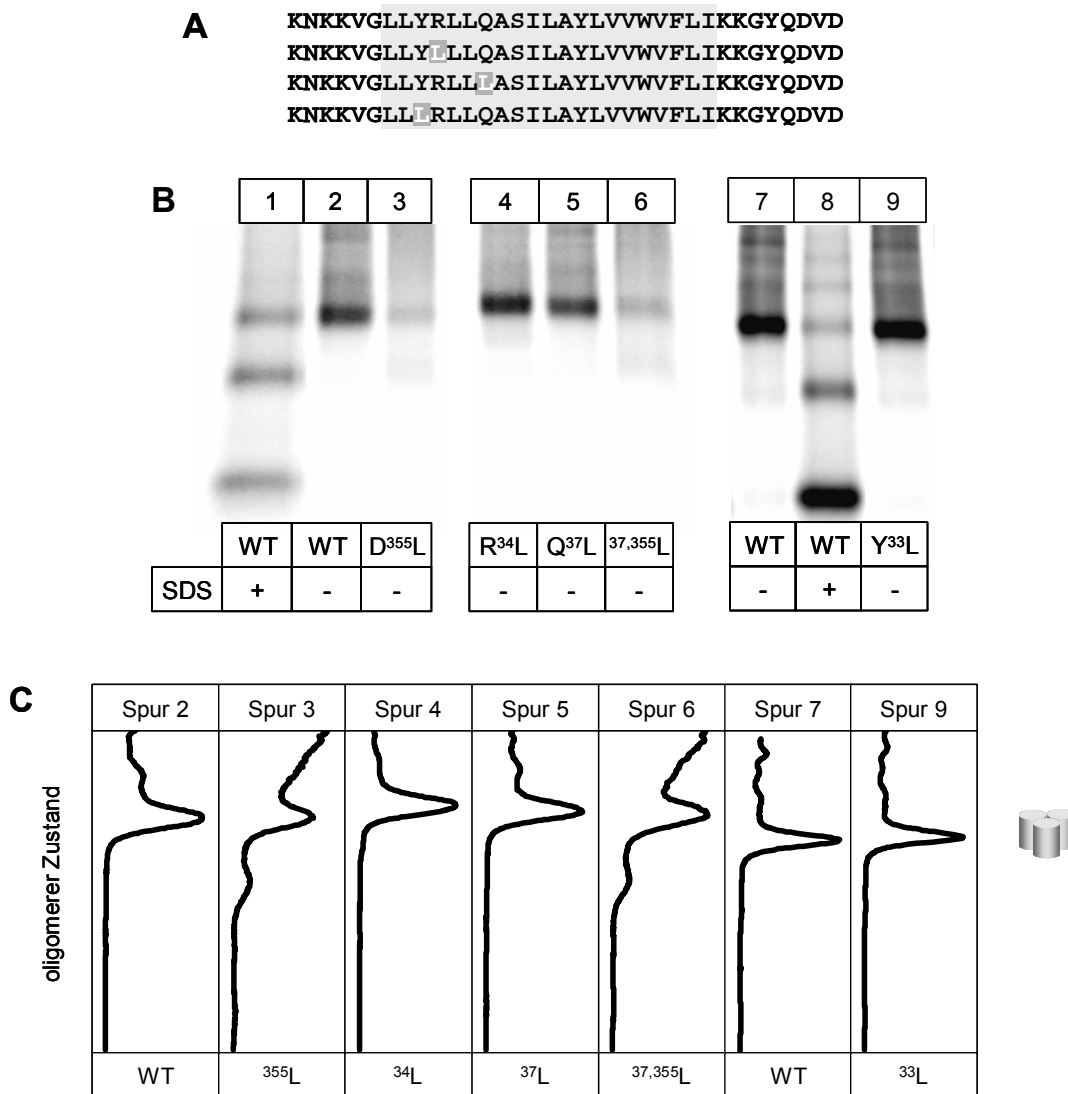 A
KNKKVGLLYRLLQASILAYLVVWVFLIKKGYQDVD
KNKKVGLLYLLLQASILAYLVVWVFLIKKGYQDVD
KNKKVGLLYRLLLASILAYLVVWVFLIKKGYQDVD
KNKKVGLLLRLLQASILAYLVVWVFLIKKGYQDVD
B
1 2 3 4 5 6 7 8 9
WT WT D³⁵⁵L R³⁴L Q³⁷L ³⁷,³⁵⁵L WT WT Y³³L
SDS + - - - - - - + -
C
Spur 2 Spur 3 Spur 4 Spur 5 Spur 6 Spur 7 Spur 9
oligomerer Zustand
WT ³⁵⁵L ³⁴L ³⁷L ³⁷,³⁵⁵L WT ³³L